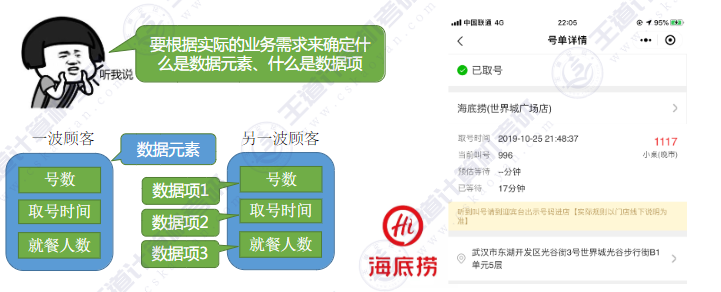 听我说
要根据实际的业务需求来确定什
么是数据元素、什么是数据项
一波顾客
号数
取号时间
就餐人数
数据元素
另一波顾客
号数
取号时间
就餐人数
数据项1
数据项2
数据项3
Hi
海底捞
中国联通 4G
22:05
95%
号单详情
已取号
海底捞(世界城广场店)
取号时间 2019-10-25 21:48:37
1117
当前叫号 996
小桌(晚市)
预估等待 --分钟
已等待 17分钟
听到叫号请到迎宾台出示号码进店【实际规则以门店线下说明为
准】
武汉市东湖开发区光谷街3号世界城光谷步行街B1
单元5层